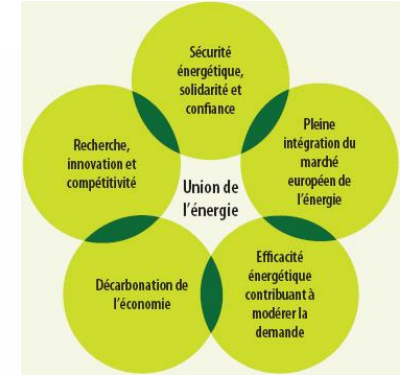 Sécurité
énergétique,
solidarité et
confiance
Pleine
intégration du
marché
européen de
l'énergie
Recherche,
innovation et
compétitivité
Union de
l'énergie
Efficacité
énergétique
contribuant à
modérer la
demande
Décarbonation de
l'économie